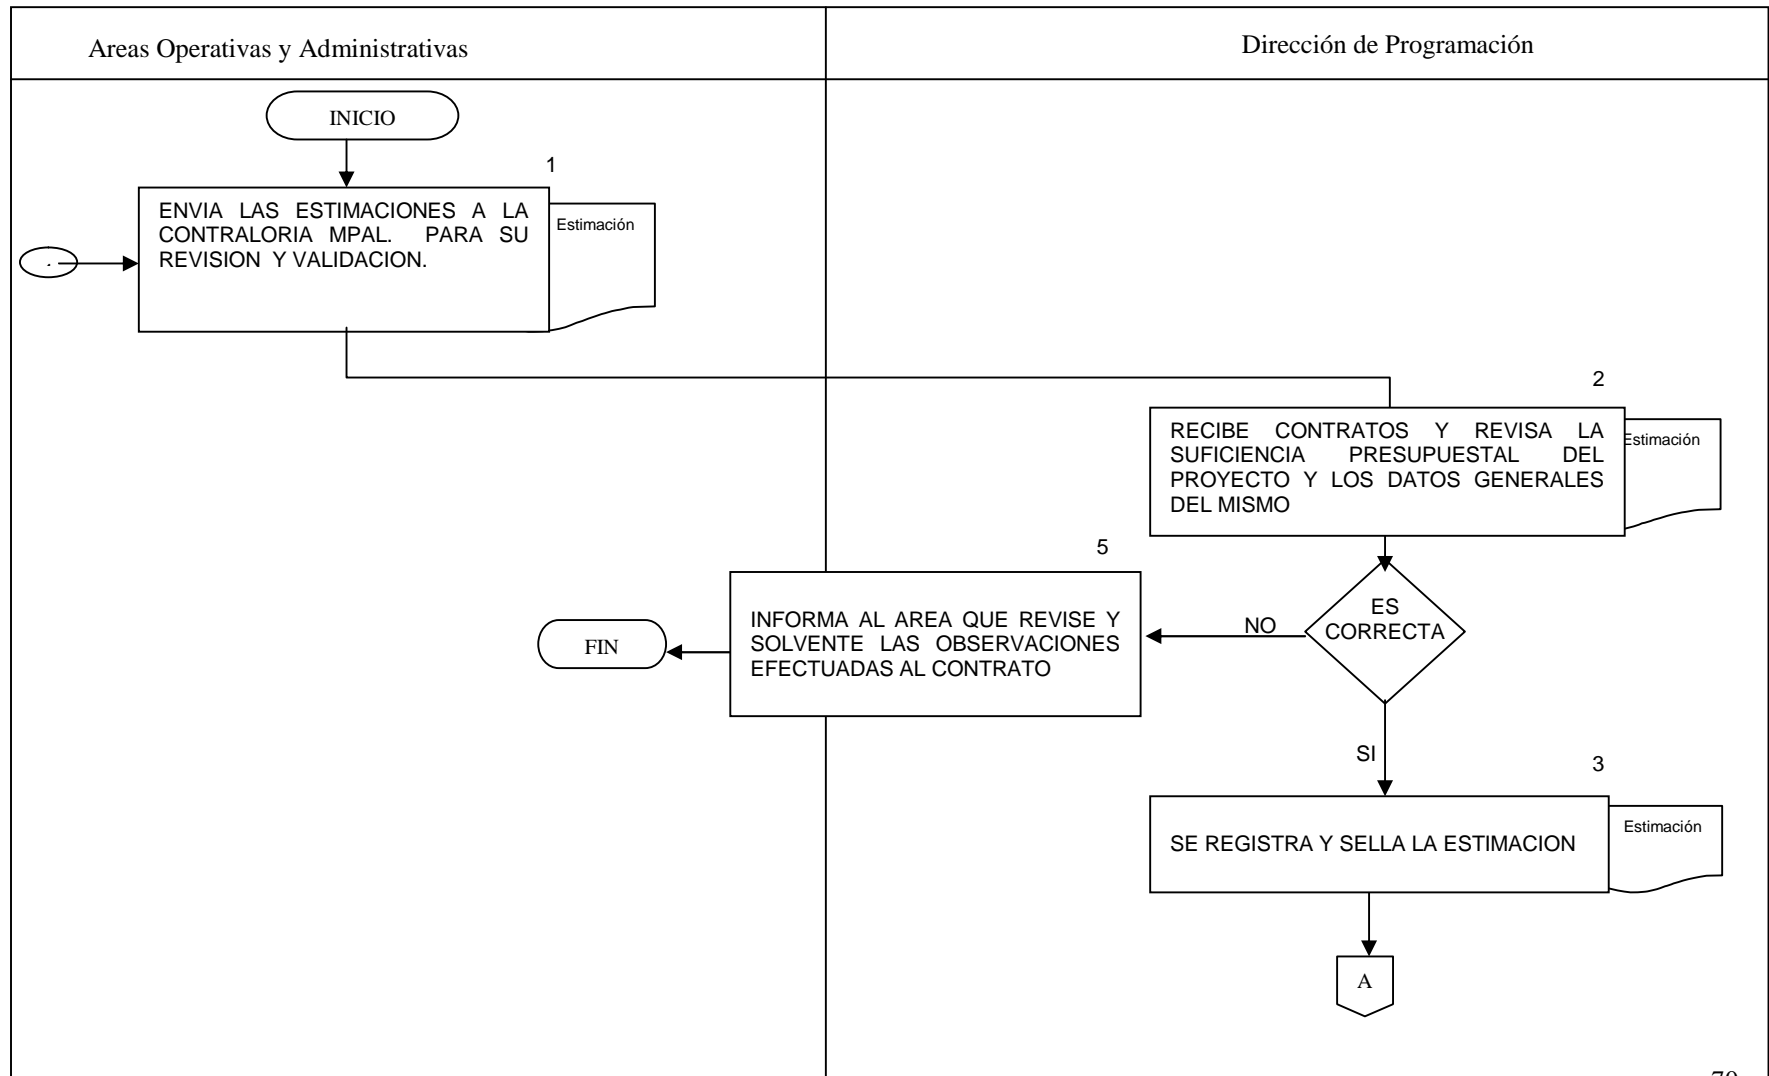 Areas Operativas y Administrativas
Dirección de Programación
INICIO
1
ENVIA LAS ESTIMACIONES A LA
CONTRALORIA MPAL. PARA SU
REVISION Y VALIDACION.
Estimación
.
2
RECIBE CONTRATOS Y REVISA LA
SUFICIENCIA PRESUPUESTAL DEL
PROYECTO Y LOS DATOS GENERALES
DEL MISMO
Estimación
5
INFORMA AL AREA QUE REVISE Y
SOLVENTE LAS OBSERVACIONES
EFECTUADAS AL CONTRATO
FIN
NO
ES
CORRECTA
SI
3
SE REGISTRA Y SELLA LA ESTIMACION
Estimación
A